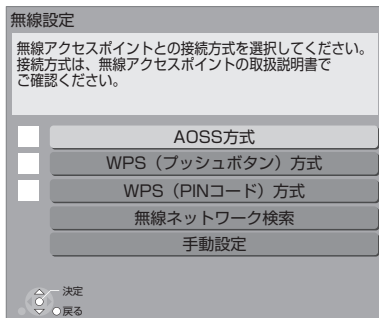 無線設定
無線アクセスポイントとの接続方式を選択してください。
接続方式は、無線アクセスポイントの取扱説明書で
ご確認ください。
AOSS方式
WPS（プッシュボタン）方式
WPS（PINコード）方式
無線ネットワーク検索
手動設定
決定
戻る